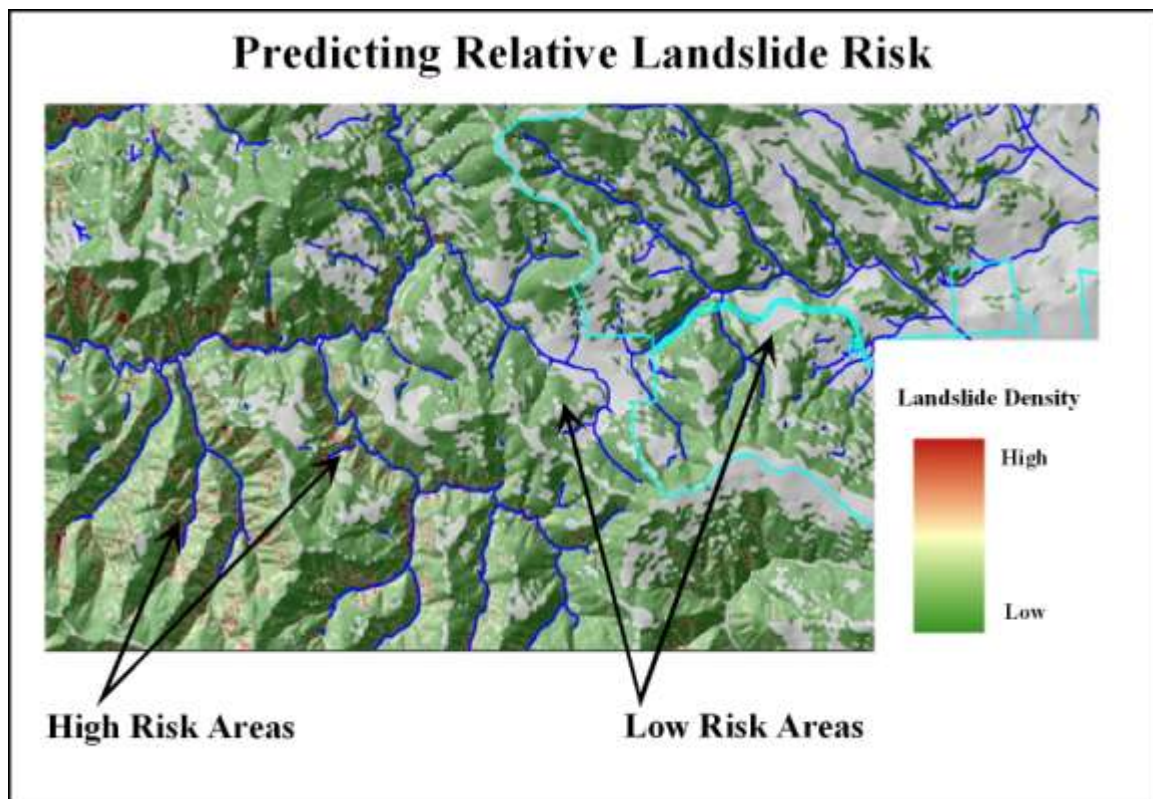 Predicting Relative Landslide Risk
Landslide Density
High
Low
High Risk Areas
Low Risk Areas